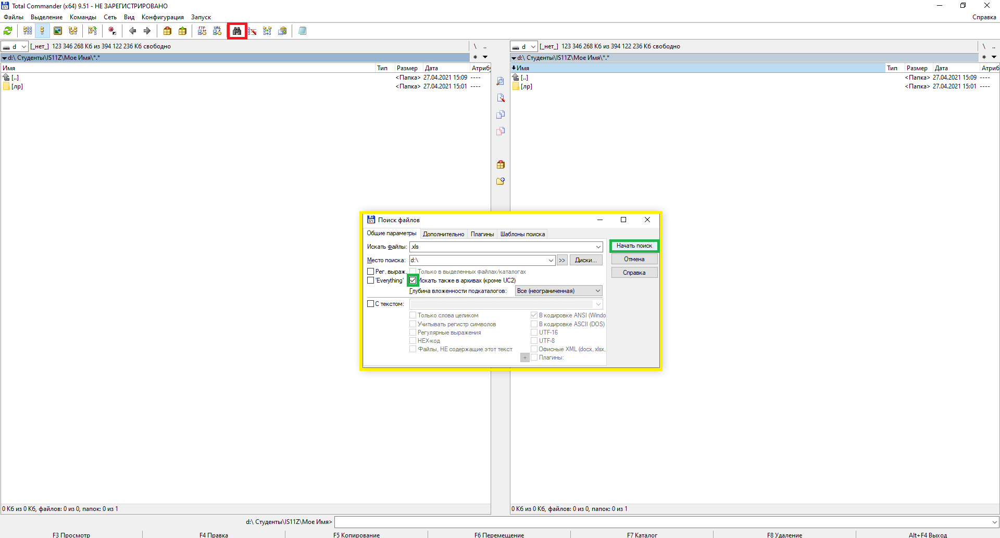 Total Commander (x64) 9.51 - НЕ ЗАРЕГИСТРИРОВАНО
Файлы Выделение Команды Сеть Вид Конфигурация Запуск Справка
FTP URL
d [_нет_] 123 346 268 Кб из 394 122 236 Кб свободно \ ..
d:\ Студенты\IS11Z\Мое Имя\*.* *
Имя Тип Размер Дата Атрибу
[..] <Папка> 27.04.2021 15:09 ----
[лр] <Папка> 27.04.2021 15:01 ----
d [_нет_] 123 346 268 Кб из 394 122 236 Кб свободно \ ..
d:\ Студенты\IS11Z\Мое Имя\*.* *
Имя Тип Размер Дата Атриб
[..] <Папка> 27.04.2021 15:09 ----
[лр] <Папка> 27.04.2021 15:01 ----
Поиск файлов
Общие параметры Дополнительно Плагины Шаблоны поиска
Искать файлы: .xls Начать поиск
Место поиска: d:\ >> Диски... Отмена
Рег. выраж. Только в выделенных файлах/каталогах Справка
'Everything' Искать также в архивах (кроме UC2)
Глубина вложенности подкаталогов: Все (неограниченная)
С текстом:
Только слова целиком В кодировке ANSI (Windo
Учитывать регистр символов В кодировке ASCII (DOS)
Регулярные выражения UTF-16
HEX-код UTF-8
Файлы, НЕ содержащие этот текст Офисные XML (docx, xlsx,
+ Плагины:
0 Кб из 0 Кб, файлов: 0 из 0, папок: 0 из 1
0 Кб из 0 Кб, файлов: 0 из 0, папок: 0 из 1
d:\ Студенты\IS11Z\Мое Имя>
F3 Просмотр F4 Правка F5 Копирование F6 Перемещение F7 Каталог F8 Удаление Alt+F4 Выход